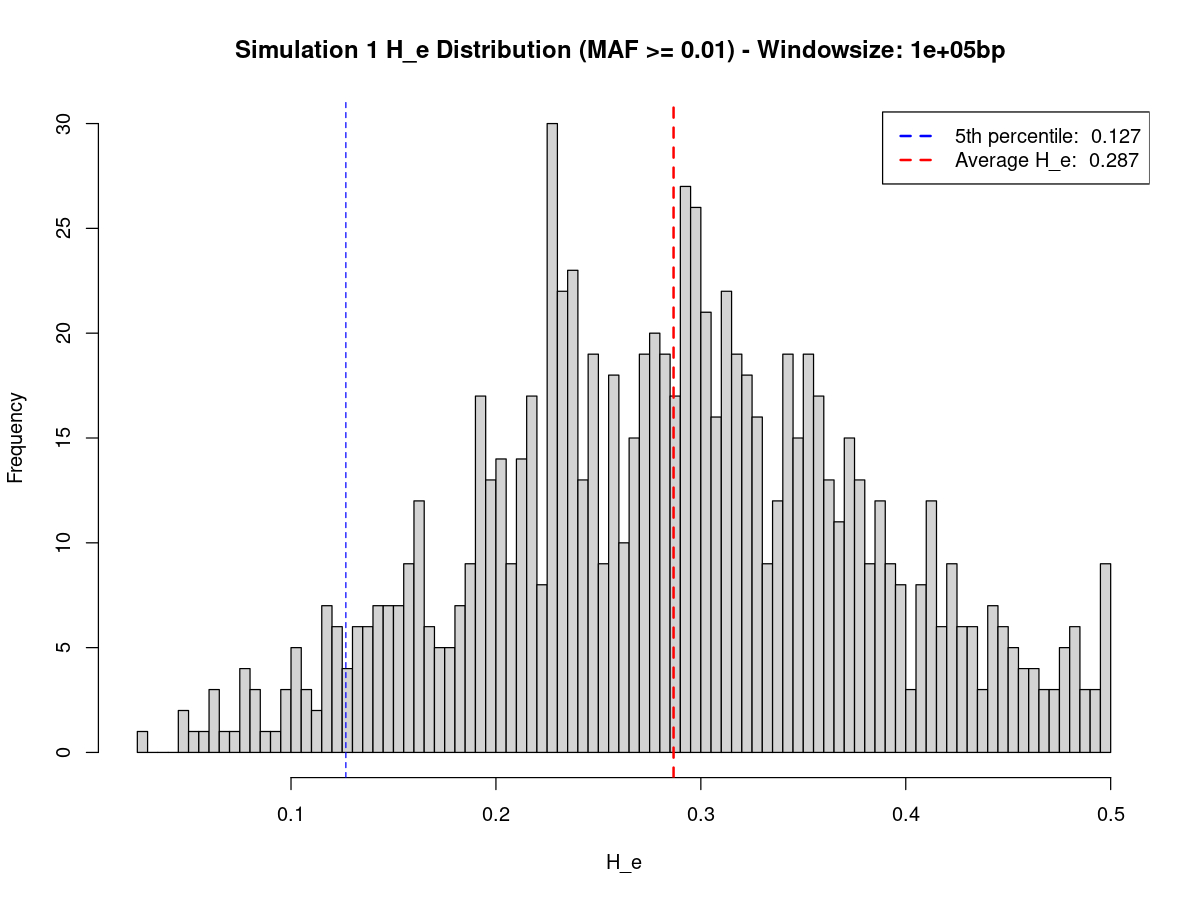 Simulation 1 H_e Distribution (MAF >= 0.01) - Windowsize: 1e+05bp
5th percentile: 0.127
Average H_e: 0.287
Frequency
30
25
20
15
10
5
0
0.1 0.2 0.3 0.4 0.5
H_e